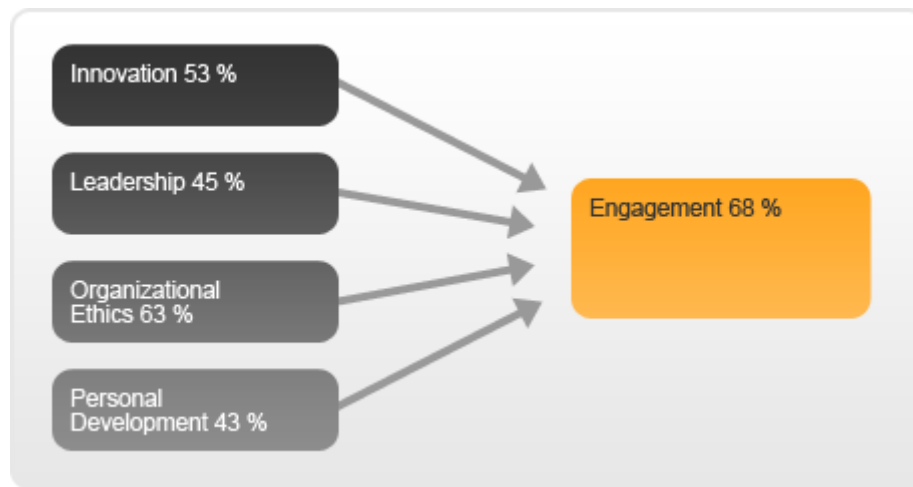 Innovation 53 %
Leadership 45 %
Organizational
Ethics 63 %
Personal
Development 43 %
Engagement 68 %